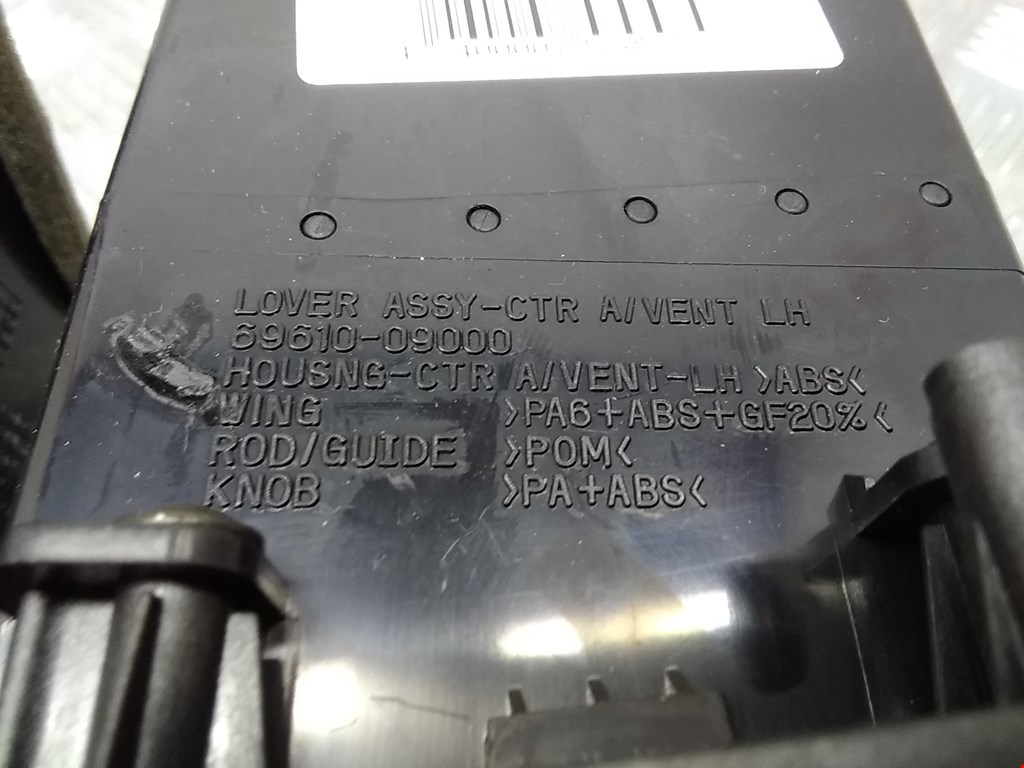 LOVER ASSY-CTR A/VENT LH
69610-09000
HOUSNG-CTR A/VENT-LH >ABS<
WING >PA6+ABS+GF20%<
ROD/GUIDE >POM<
KNOB >PA+ABS<